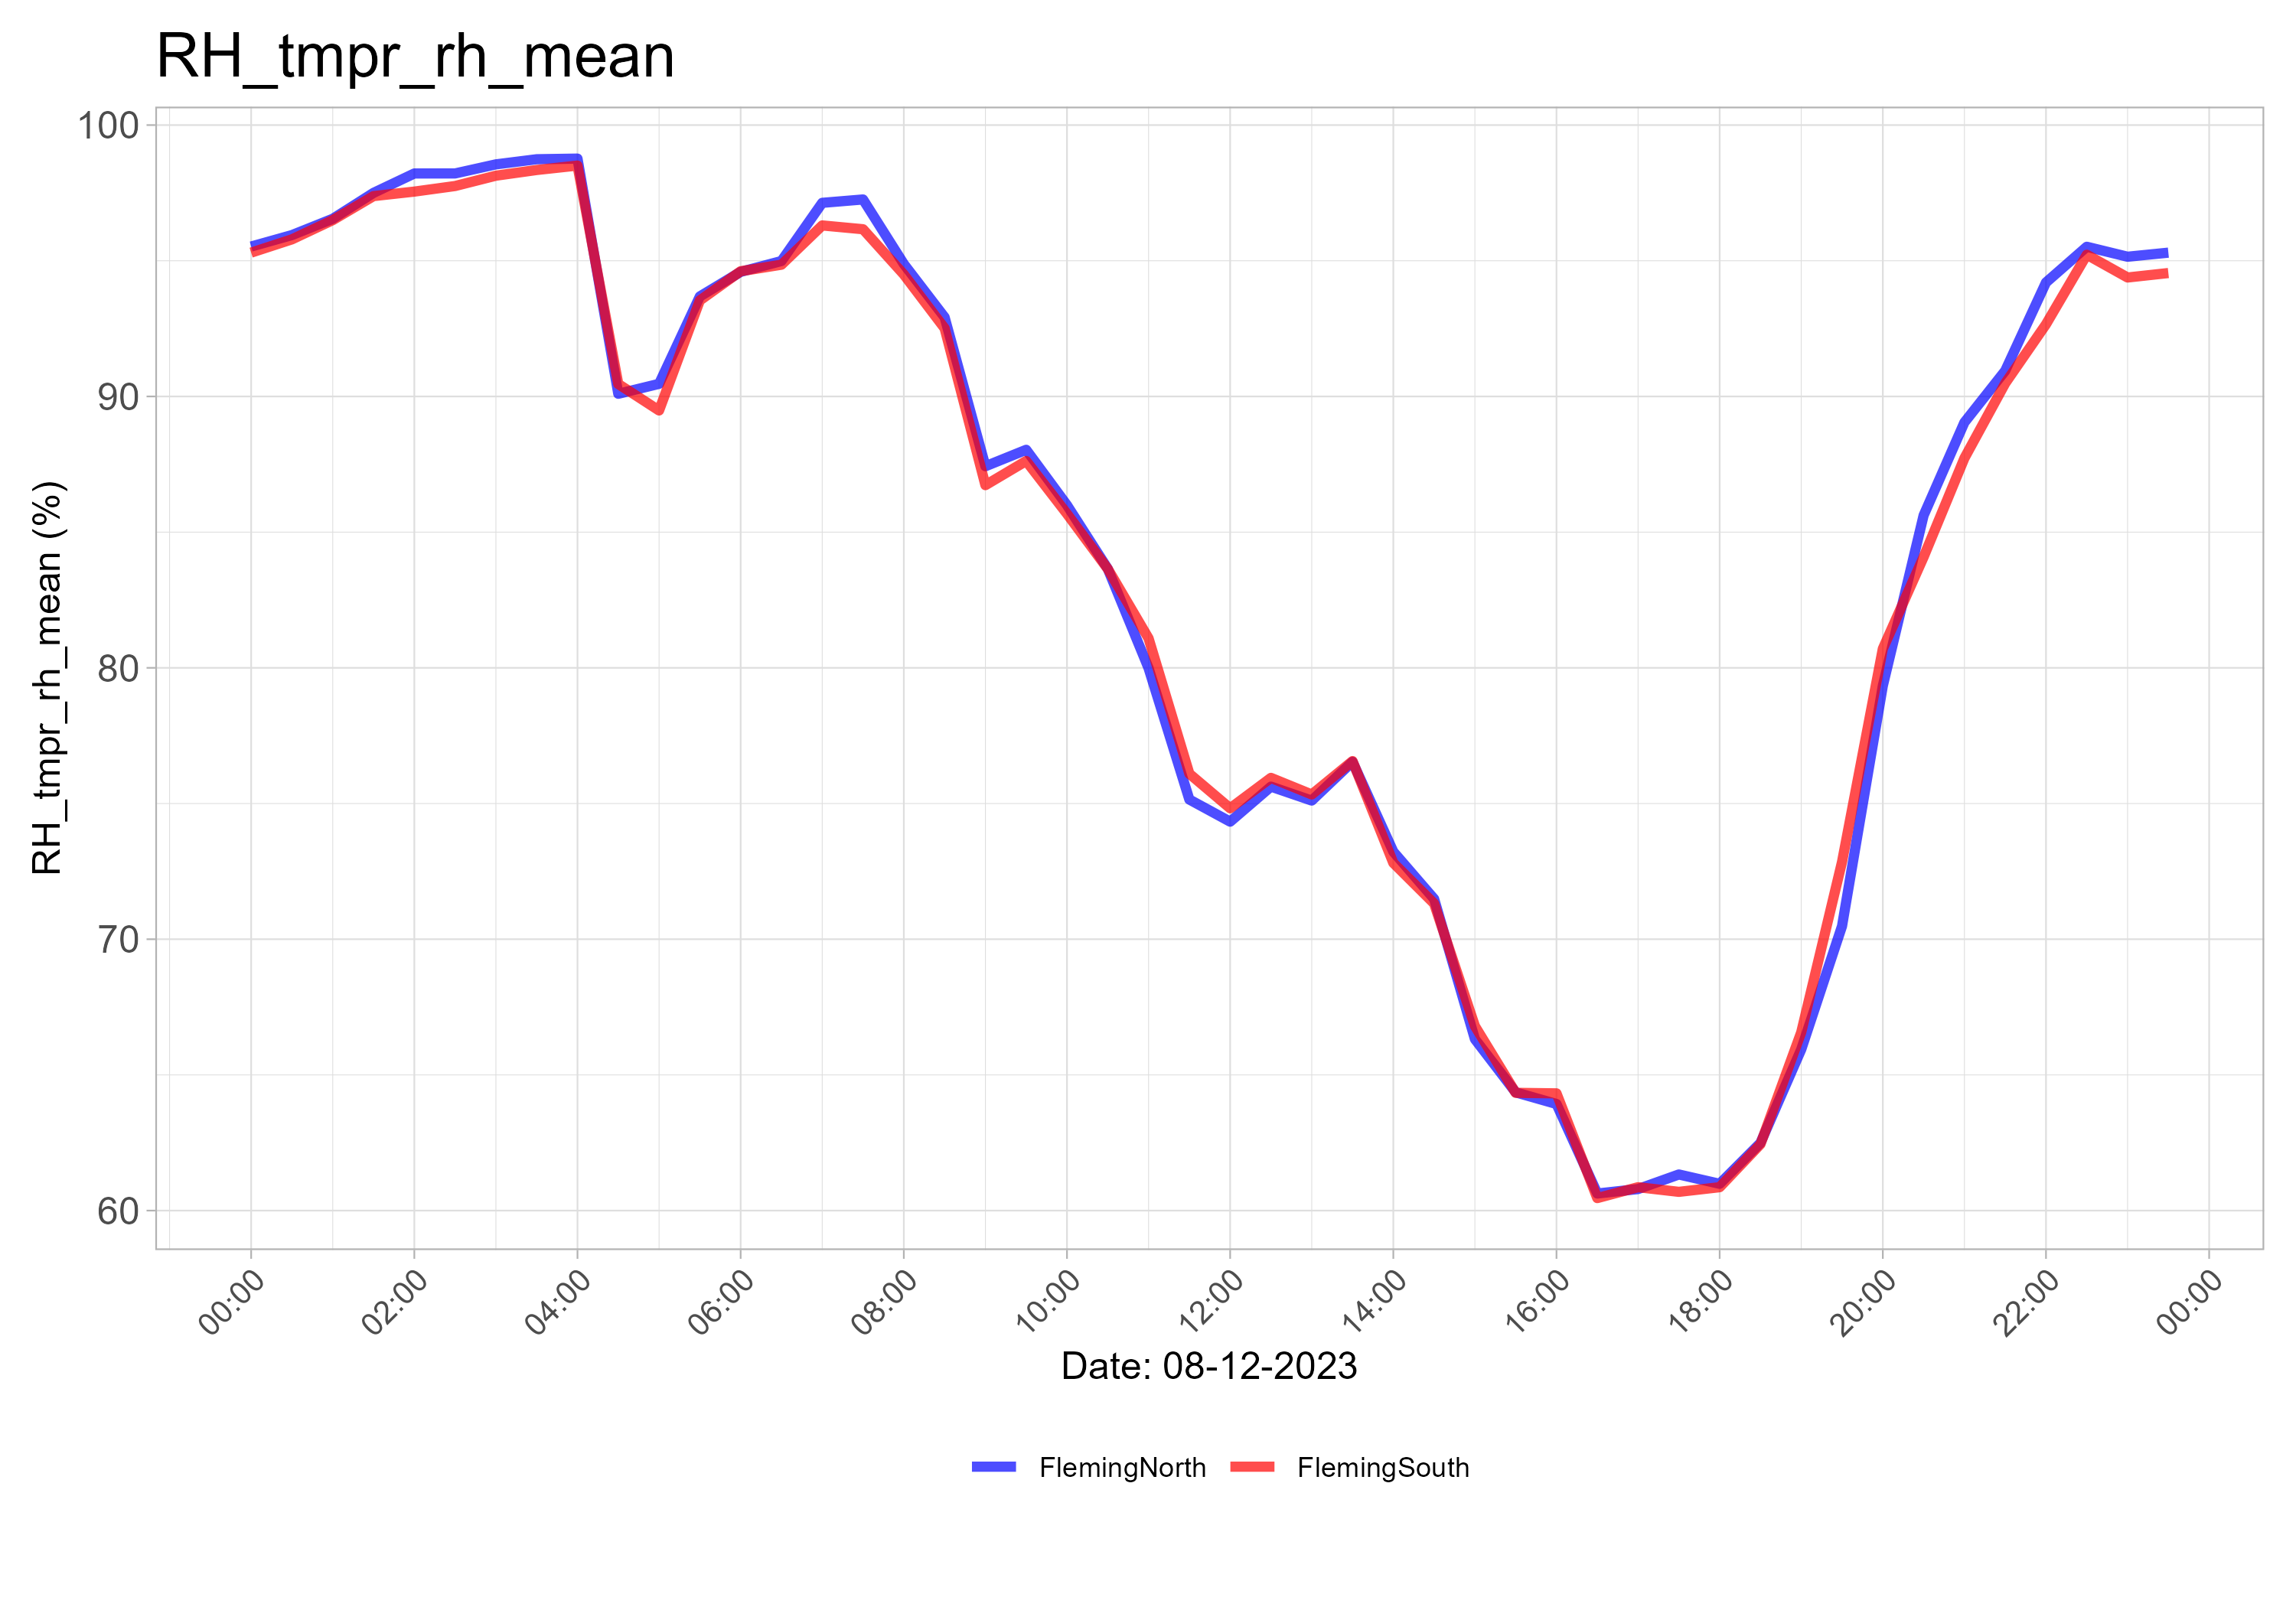 RH_tmpr_rh_mean
RH_tmpr_rh_mean (%)
100
90
80
70
60
00:00 02:00 04:00 06:00 08:00 10:00 12:00 14:00 16:00 18:00 20:00 22:00 00:00
Date: 08-12-2023
FlemingNorth FlemingSouth